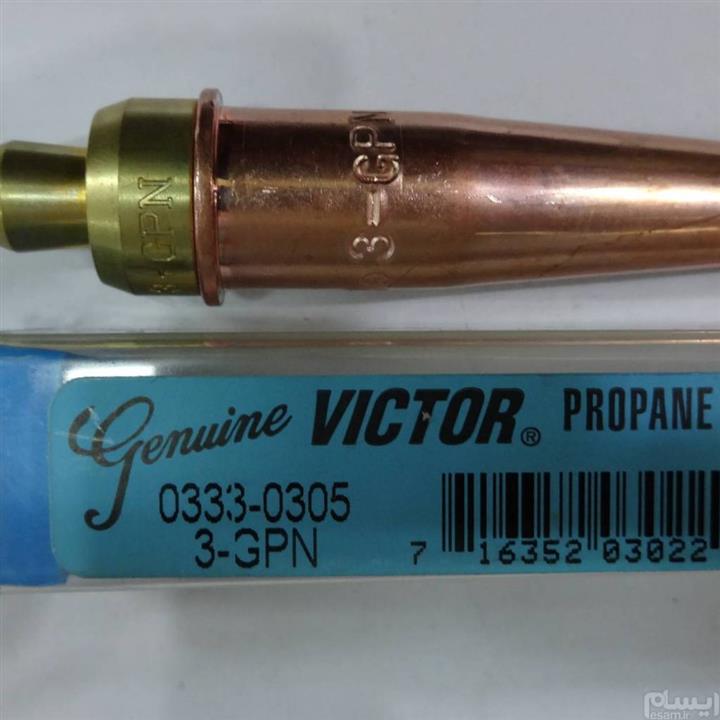 3-GPN
3-GPN
Genuine VICTOR® PROPANE
0333-0305
3-GPN
7 16352 03022
ایسام
esam.ir